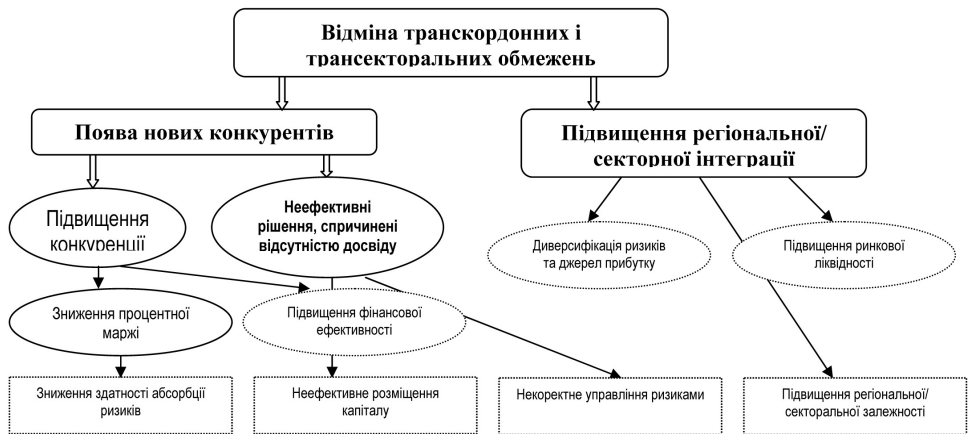 Відміна транскордонних і
трансекторальних обмежень
Поява нових конкурентів
Підвищення регіональної/
секторної інтеграції
Підвищення
конкуренції
Неефективні
рішення, спричинені
відсутністю досвіду
Диверсифікація ризиків
та джерел прибутку
Підвищення ринкової
ліквідності
Зниження процентної
маржі
Підвищення фінансової
ефективності
Зниження здатності абсорбції
ризиків
Неефективне розміщення
капіталу
Некоректне управління ризиками
Підвищення регіональної/
секторальної залежності